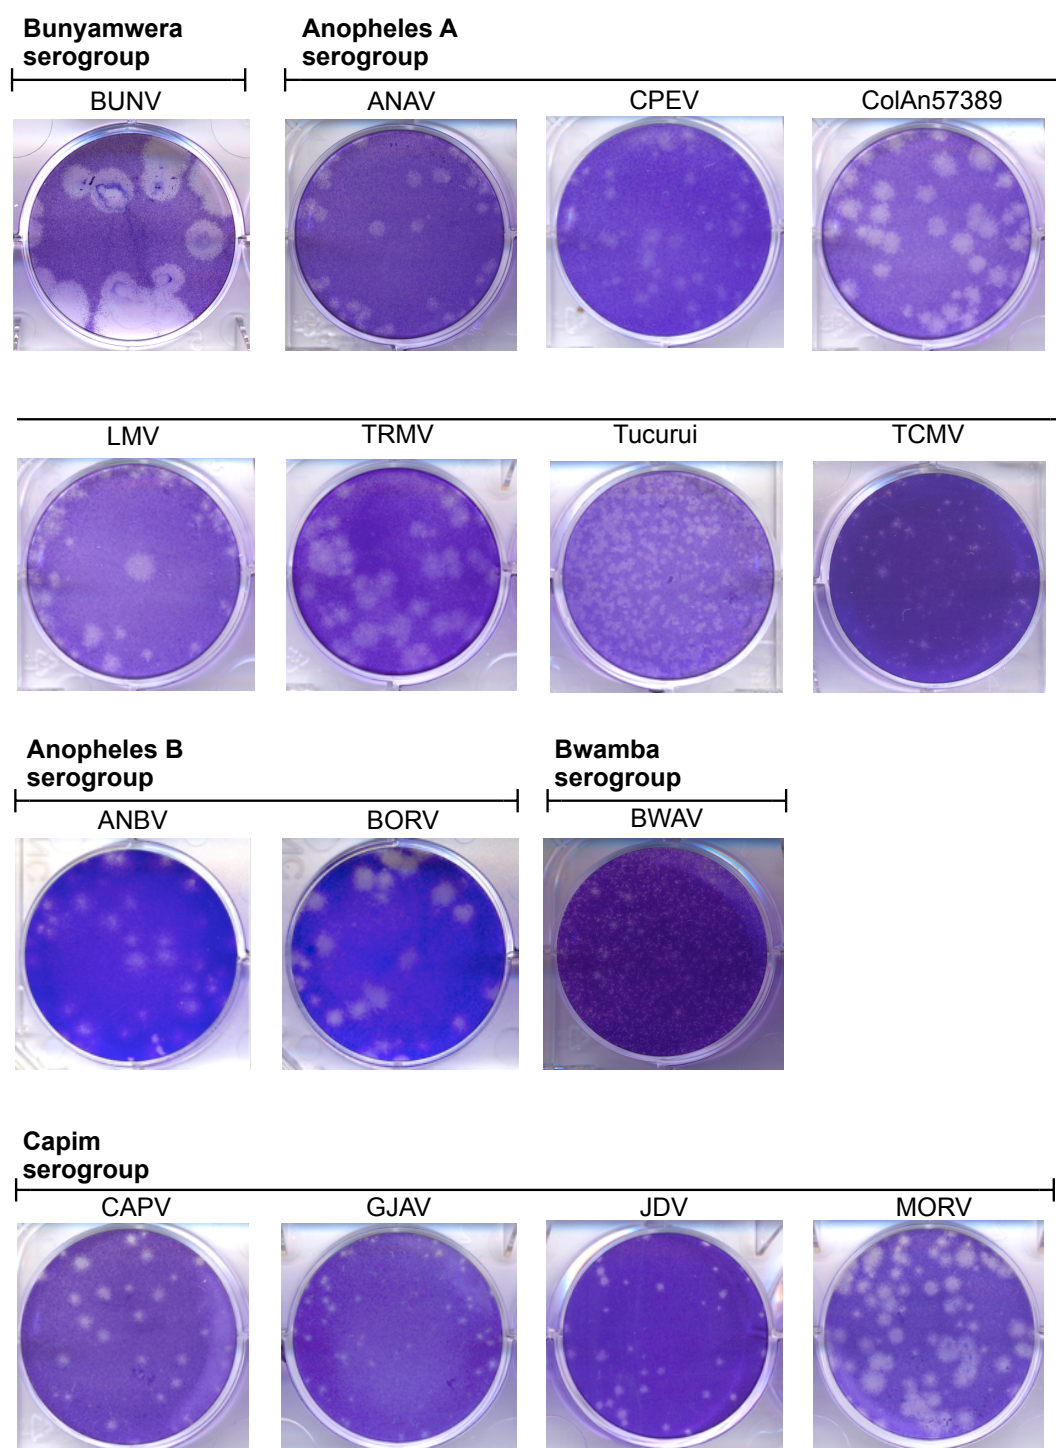 Bunyamwera
serogroup
Anopheles A
serogroup
BUNV
ANAV
CPEV
ColAn57389
LMV
TRMV
Tucurui
TCMV
Anopheles B
serogroup
Bwamba
serogroup
ANBV
BORV
BWAV
Capim
serogroup
CAPV
GJAV
JDV
MORV